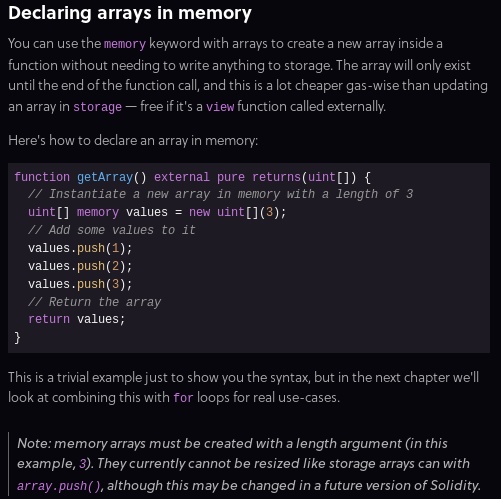 Declaring arrays in memory
You can use the memory keyword with arrays to create a new array inside a
function without needing to write anything to storage. The array will only exist
until the end of the function call, and this is a lot cheaper gas-wise than updating
an array in storage — free if it's a view function called externally.
Here's how to declare an array in memory:
function getArray() external pure returns(uint[]) {
  // Instantiate a new array in memory with a length of 3
  uint[] memory values = new uint[](3);
  // Add some values to it
  values.push(1);
  values.push(2);
  values.push(3);
  // Return the array
  return values;
}
This is a trivial example just to show you the syntax, but in the next chapter we'll
look at combining this with for loops for real use-cases.
Note: memory arrays must be created with a length argument (in this
example, 3). They currently cannot be resized like storage arrays can with
array.push(), although this may be changed in a future version of Solidity.